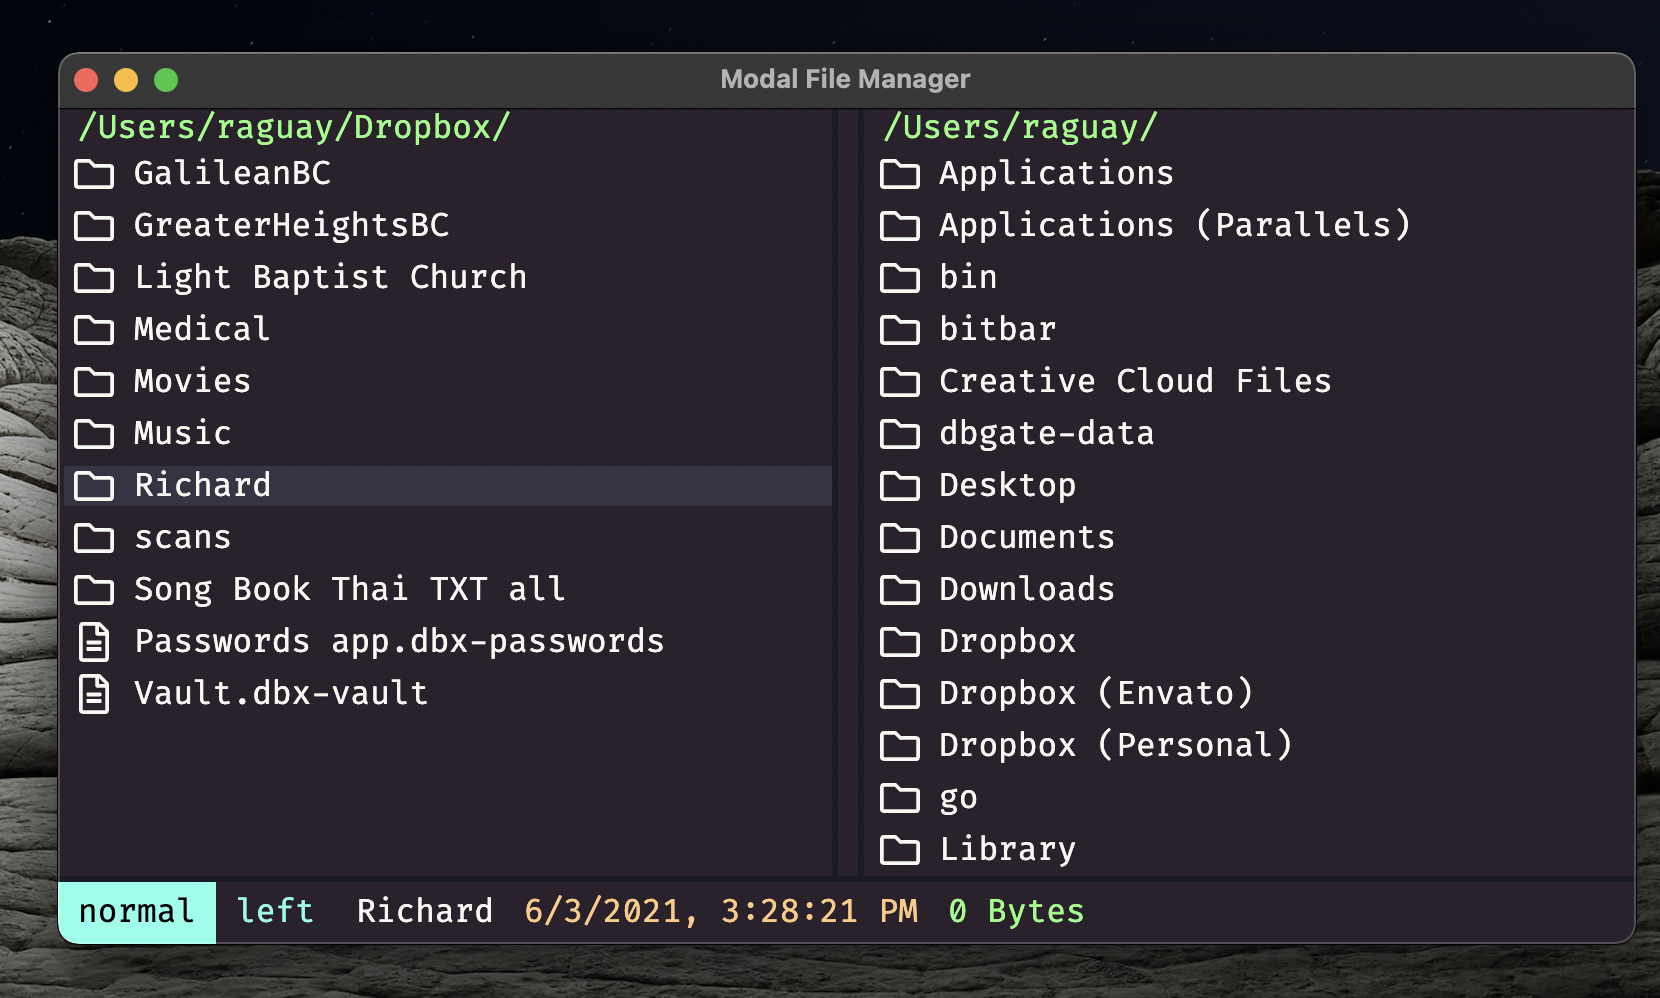 Modal File Manager
/Users/raguay/Dropbox/
GalileanBC
GreaterHeightsBC
Light Baptist Church
Medical
Movies
Music
Richard
scans
Song Book Thai TXT all
Passwords app.dbx-passwords
Vault.dbx-vault
/Users/raguay/
Applications
Applications (Parallels)
bin
bitbar
Creative Cloud Files
dbgate-data
Desktop
Documents
Downloads
Dropbox
Dropbox (Envato)
Dropbox (Personal)
go
Library
normal left Richard 6/3/2021, 3:28:21 PM 0 Bytes